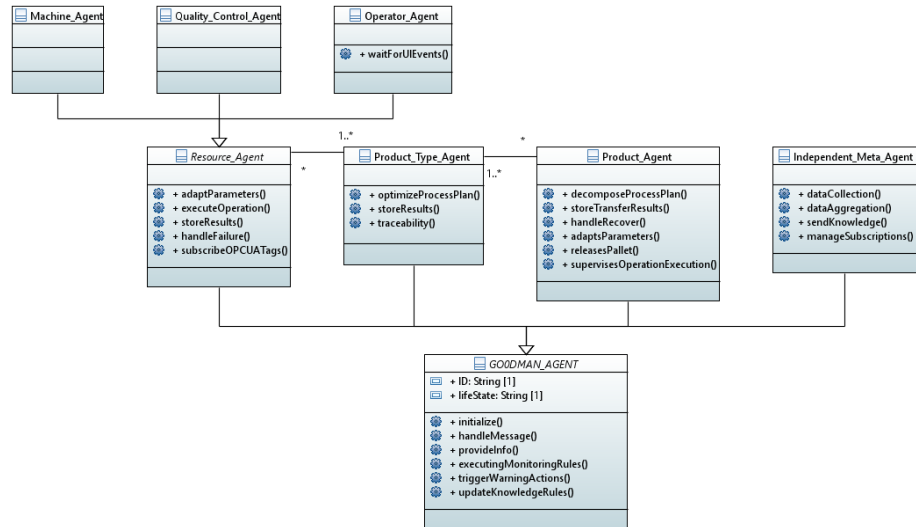 Machine_Agent
Quality_Control_Agent
Operator_Agent
+ waitForUIEvents()
1..*
*
*
1..*
Resource_Agent
+ adaptParameters()
+ executeOperation()
+ storeResults()
+ handleFailure()
+ subscribeOPCUATags()
Product_Type_Agent
+ optimizeProcessPlan()
+ storeResults()
+ traceability()
Product_Agent
+ decomposeProcessPlan()
+ storeTransferResults()
+ handleRecover()
+ adaptsParameters()
+ releasesPallet()
+ supervisesOperationExecution()
Independent_Meta_Agent
+ dataCollection()
+ dataAggregation()
+ sendKnowledge()
+ manageSubscriptions()
GO0DMAN_AGENT
+ ID: String [1]
+ lifeState: String [1]
+ initialize()
+ handleMessage()
+ provideInfo()
+ executingMonitoringRules()
+ triggerWarningActions()
+ updateKnowledgeRules()